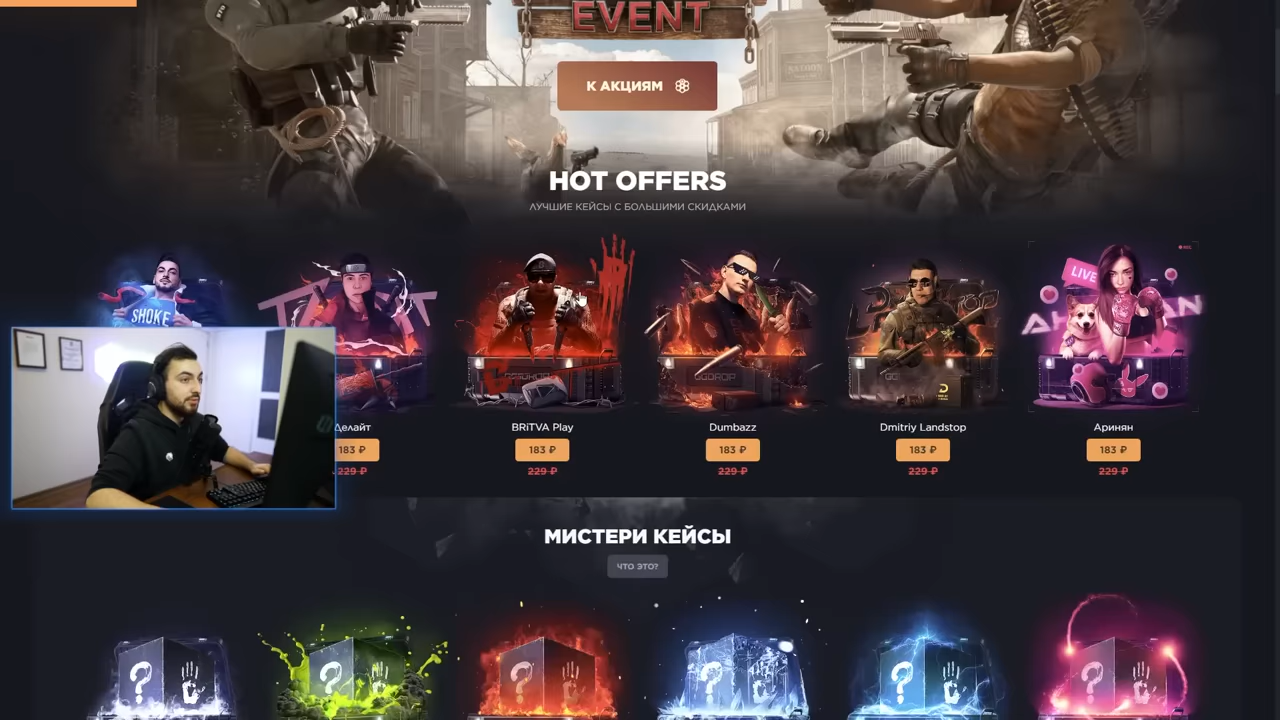 EVENT
К АКЦИЯМ
HOT OFFERS
ЛУЧШИЕ КЕЙСЫ С БОЛЬШИМИ СКИДКАМИ
SHOKE
LIVE
GGDROP
Делайт
BRiTVA Play
Dumbazz
Dmitriy Landstop
Аринян
183 ₽
183 ₽
183 ₽
183 ₽
183 ₽
229 ₽
229 ₽
229 ₽
229 ₽
229 ₽
МИСТЕРИ КЕЙСЫ
ЧТО ЭТО?
? ? ? ? ? ?